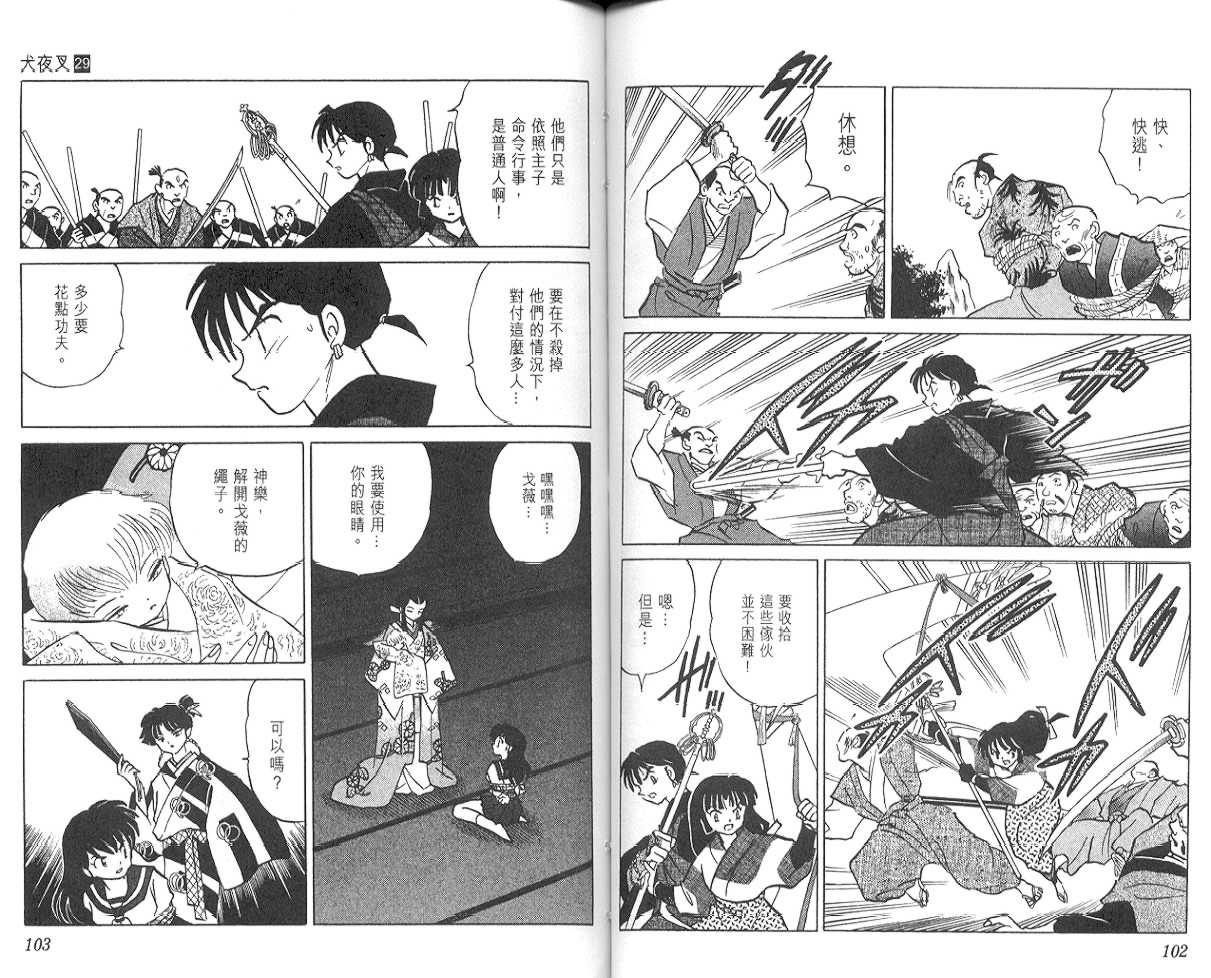 快、
快逃！
休想。
要收拾
這些傢伙
並不困難！
嗯⋯
但是⋯
102
犬夜叉29
他們只是
依照主子
命令行事，
是普通人啊！
要在不殺掉
他們的情況下，
對付這麼多人⋯
多少要
花點功夫。
嘿嘿嘿⋯
戈薇⋯
我要使用⋯
你的眼睛。
神樂，
解開戈薇的
繩子。
可以嗎？
103